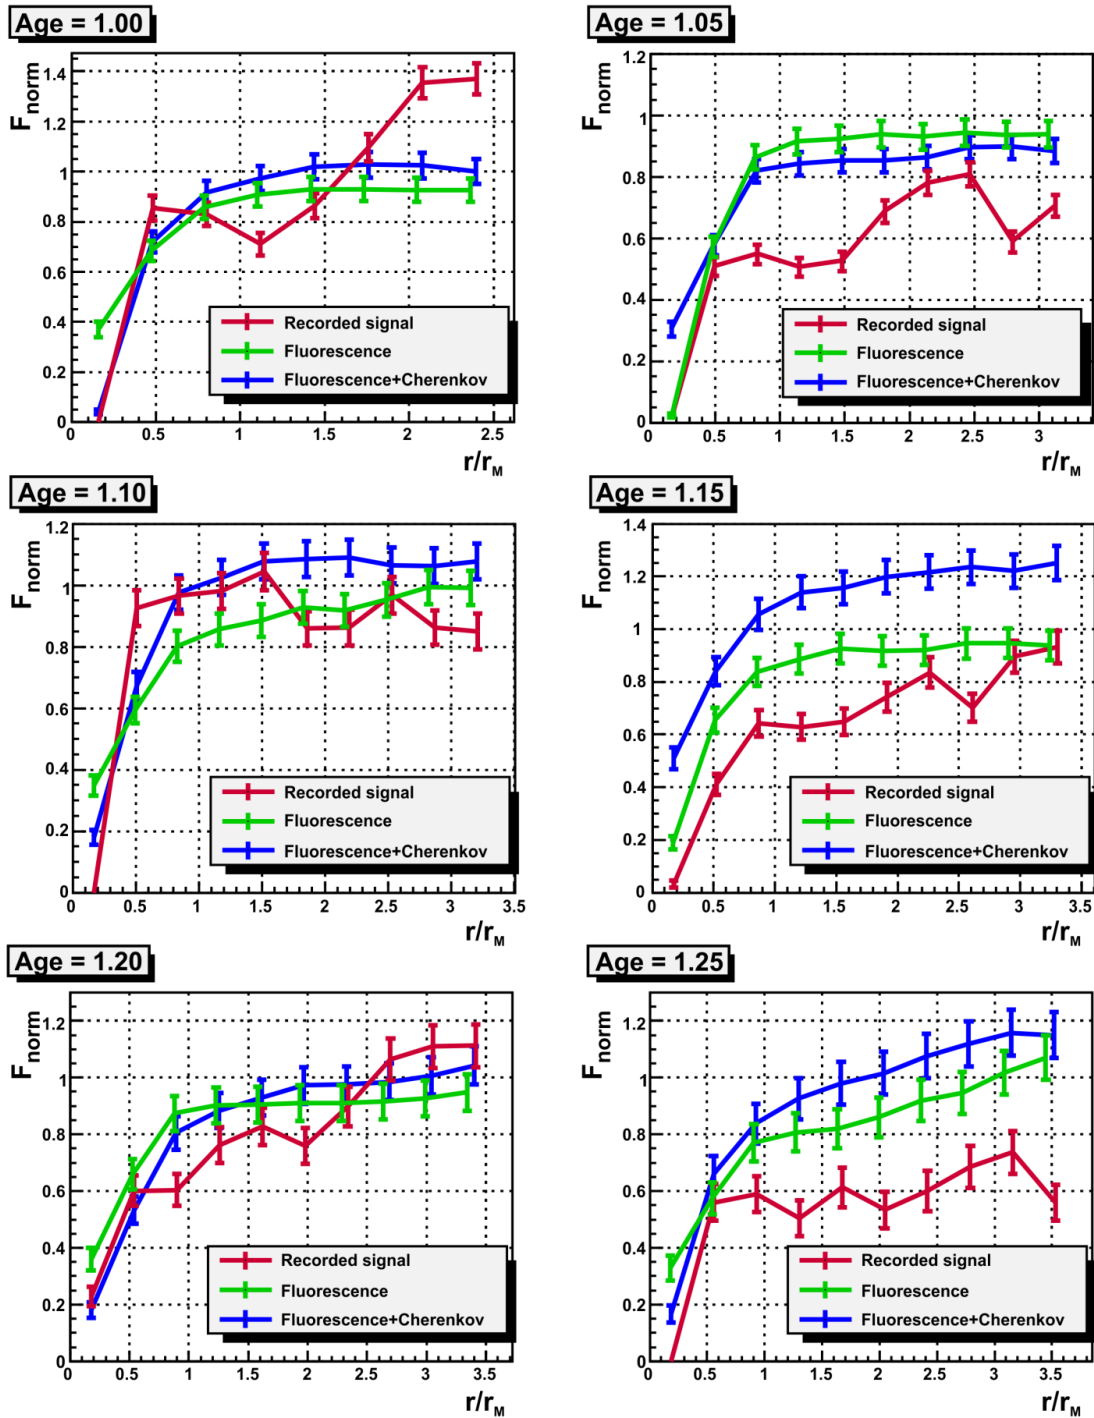 Age = 1.00
F_norm
1.4
1.2
1
0.8
0.6
0.4
0.2
0
0 0.5 1 1.5 2 2.5
r/r_M
Recorded signal
Fluorescence
Fluorescence+Cherenkov
Age = 1.05
F_norm
1.2
1
0.8
0.6
0.4
0.2
0
0 0.5 1 1.5 2 2.5 3
r/r_M
Recorded signal
Fluorescence
Fluorescence+Cherenkov
Age = 1.10
F_norm
1.2
1
0.8
0.6
0.4
0.2
0
0 0.5 1 1.5 2 2.5 3 3.5
r/r_M
Recorded signal
Fluorescence
Fluorescence+Cherenkov
Age = 1.15
F_norm
1.4
1.2
1
0.8
0.6
0.4
0.2
0
0 0.5 1 1.5 2 2.5 3 3.5
r/r_M
Recorded signal
Fluorescence
Fluorescence+Cherenkov
Age = 1.20
F_norm
1.2
1
0.8
0.6
0.4
0.2
0
0 0.5 1 1.5 2 2.5 3 3.5
r/r_M
Recorded signal
Fluorescence
Fluorescence+Cherenkov
Age = 1.25
F_norm
1.2
1
0.8
0.6
0.4
0.2
0
0 0.5 1 1.5 2 2.5 3 3.5
r/r_M
Recorded signal
Fluorescence
Fluorescence+Cherenkov